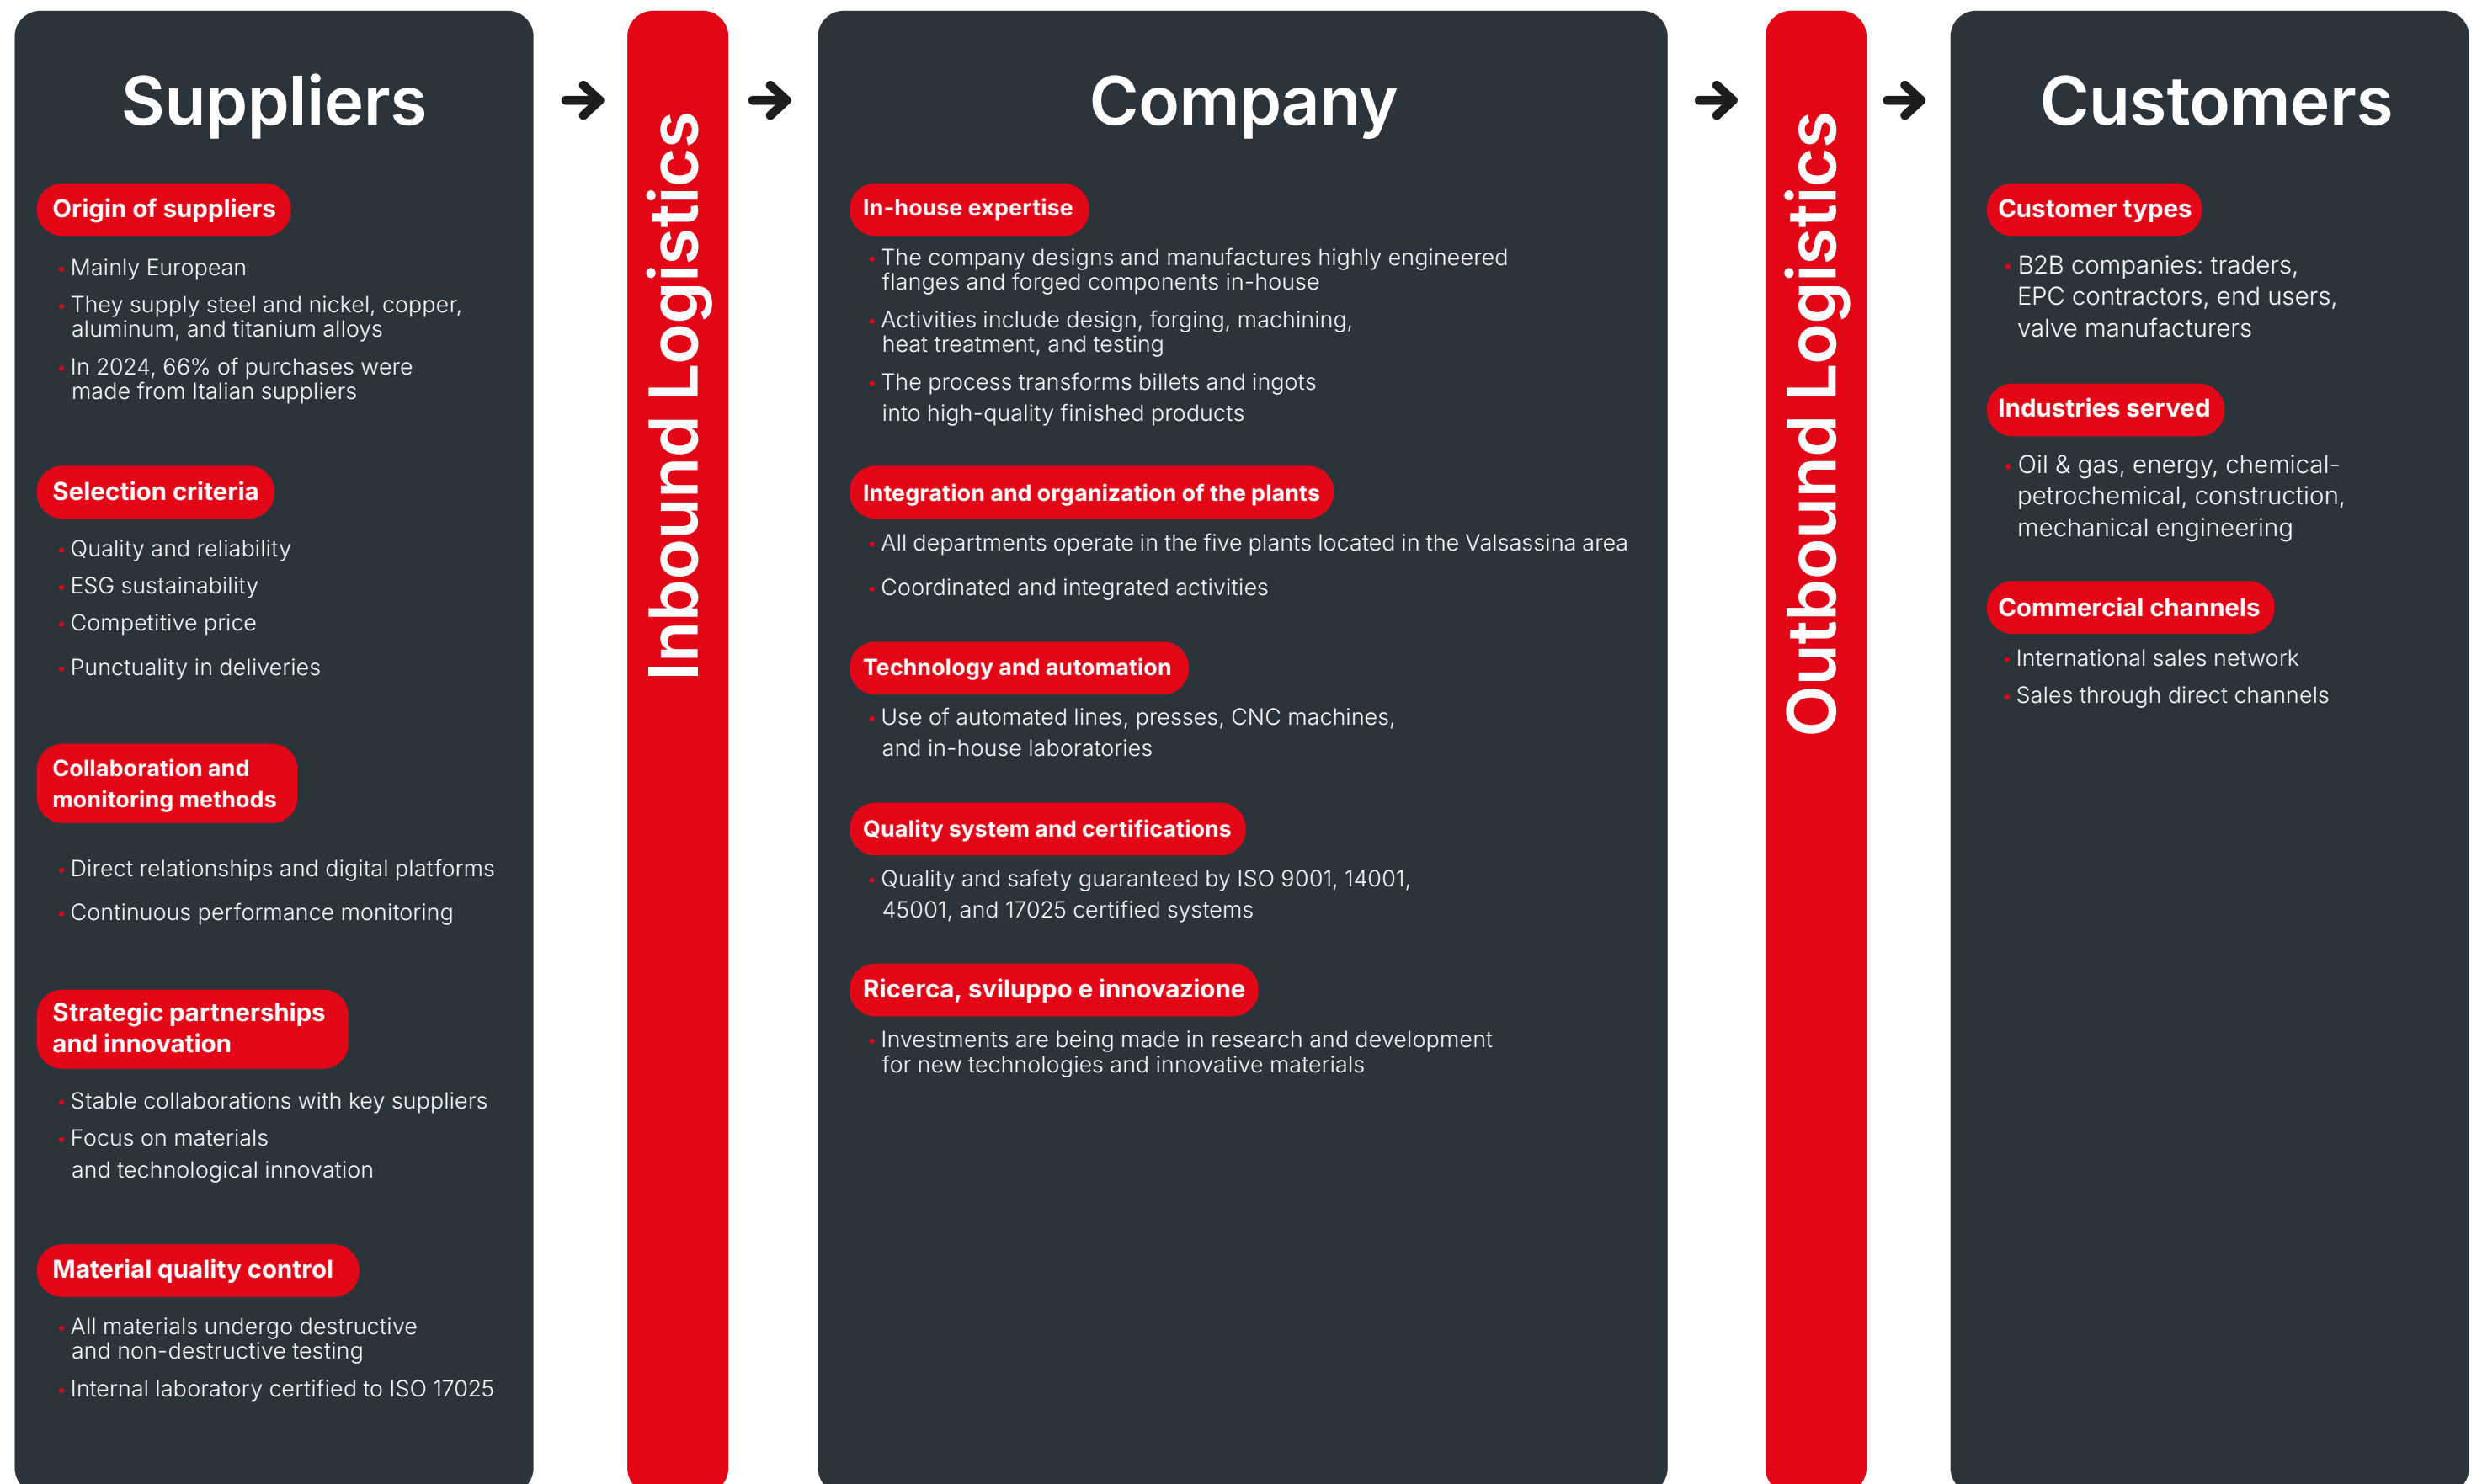 Suppliers
Origin of suppliers
• Mainly European
• They supply steel and nickel, copper,
aluminum, and titanium alloys
• In 2024, 66% of purchases were
made from Italian suppliers
Selection criteria
• Quality and reliability
• ESG sustainability
• Competitive price
• Punctuality in deliveries
Collaboration and
monitoring methods
• Direct relationships and digital platforms
• Continuous performance monitoring
Strategic partnerships
and innovation
• Stable collaborations with key suppliers
• Focus on materials
and technological innovation
Material quality control
• All materials undergo destructive
and non-destructive testing
• Internal laboratory certified to ISO 17025
Inbound Logistics
Company
In-house expertise
• The company designs and manufactures highly engineered
flanges and forged components in-house
• Activities include design, forging, machining,
heat treatment, and testing
• The process transforms billets and ingots
into high-quality finished products
Integration and organization of the plants
• All departments operate in the five plants located in the Valsassina area
• Coordinated and integrated activities
Technology and automation
• Use of automated lines, presses, CNC machines,
and in-house laboratories
Quality system and certifications
• Quality and safety guaranteed by ISO 9001, 14001,
45001, and 17025 certified systems
Ricerca, sviluppo e innovazione
• Investments are being made in research and development
for new technologies and innovative materials
Outbound Logistics
Customers
Customer types
• B2B companies: traders,
EPC contractors, end users,
valve manufacturers
Industries served
• Oil & gas, energy, chemical-
petrochemical, construction,
mechanical engineering
Commercial channels
• International sales network
• Sales through direct channels